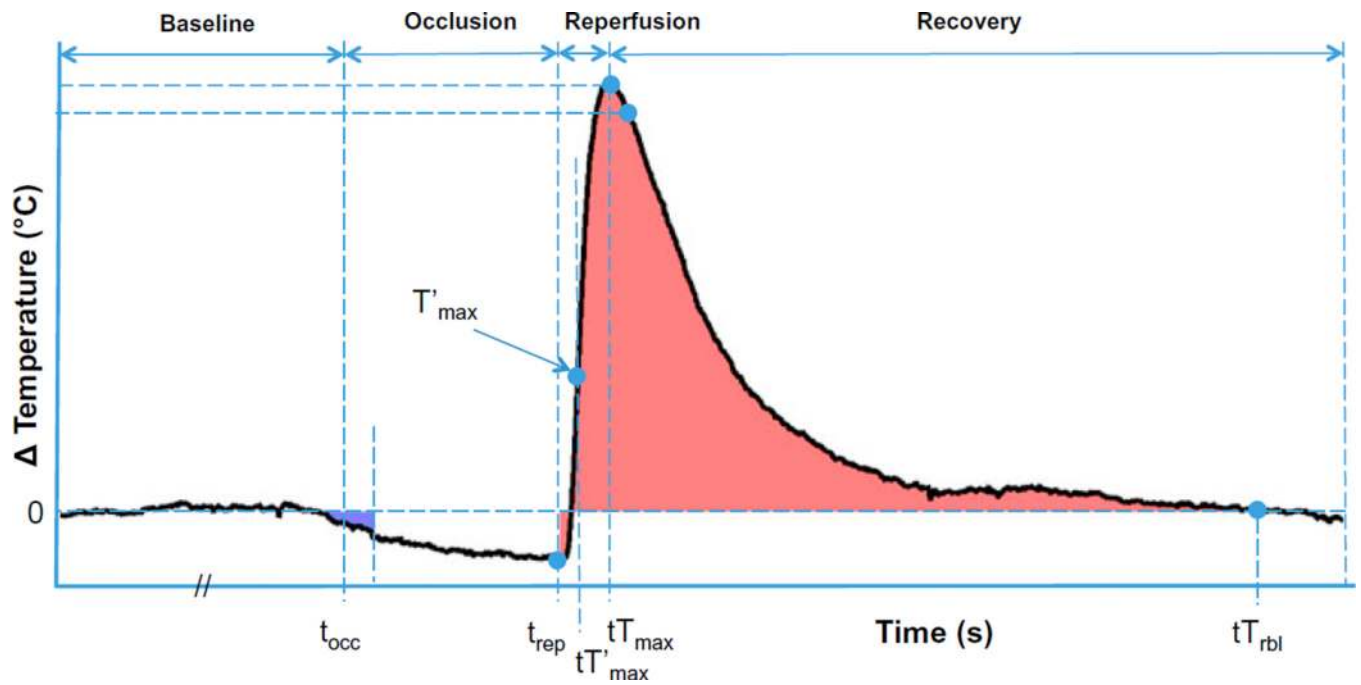 Baseline Occlusion Reperfusion Recovery
Δ Temperature (°C)
T’max
0
//
tocc trep tTmax Time (s) tTrbl
tT’max